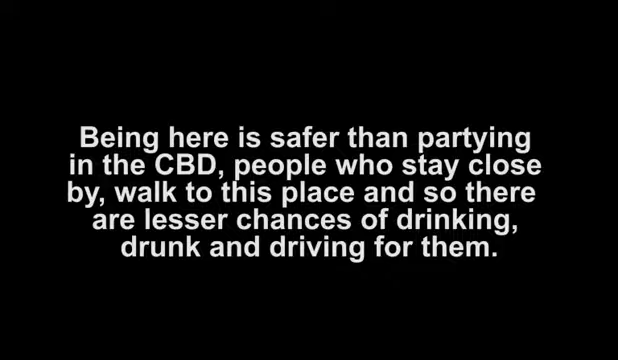 Being here is safer than partying
in the CBD, people who stay close
by, walk to this place and so there
are lesser chances of drinking,
drunk and driving for them.